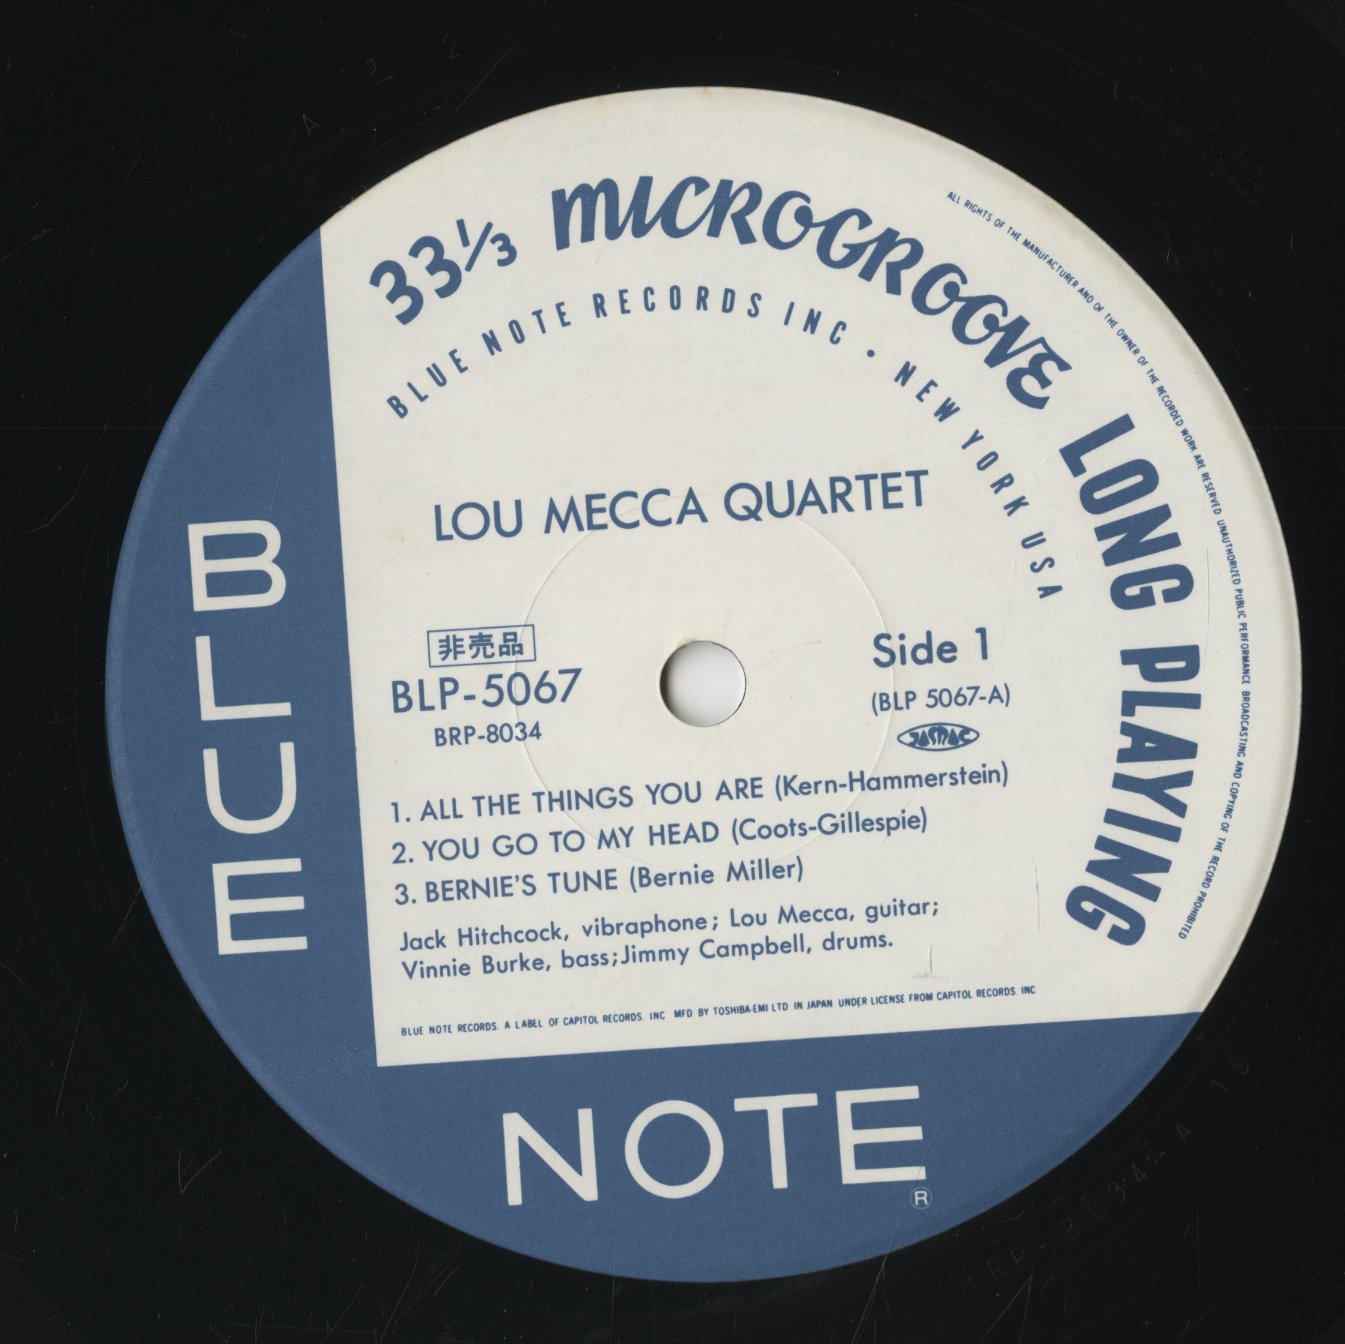 33⅓ MICROGROOVE LONG PLAYING
BLUE NOTE RECORDS INC • NEW YORK USA
ALL RIGHTS OF THE MANUFACTURER AND OF THE OWNER OF THE RECORDED WORK ARE RESERVED UNAUTHORIZED PUBLIC PERFORMANCE BROADCASTING AND COPYING OF THE RECORD PROHIBITED
LOU MECCA QUARTET
非売品
BLP-5067
BRP-8034
Side 1
(BLP 5067-A)
JASRAC
1. ALL THE THINGS YOU ARE (Kern-Hammerstein)
2. YOU GO TO MY HEAD (Coots-Gillespie)
3. BERNIE'S TUNE (Bernie Miller)
Jack Hitchcock, vibraphone; Lou Mecca, guitar;
Vinnie Burke, bass; Jimmy Campbell, drums.
BLUE NOTE RECORDS. A LABEL OF CAPITOL RECORDS. INC MFD BY TOSHIBA-EMI LTD IN JAPAN UNDER LICENSE FROM CAPITOL RECORDS. INC
BLUE
NOTE
®